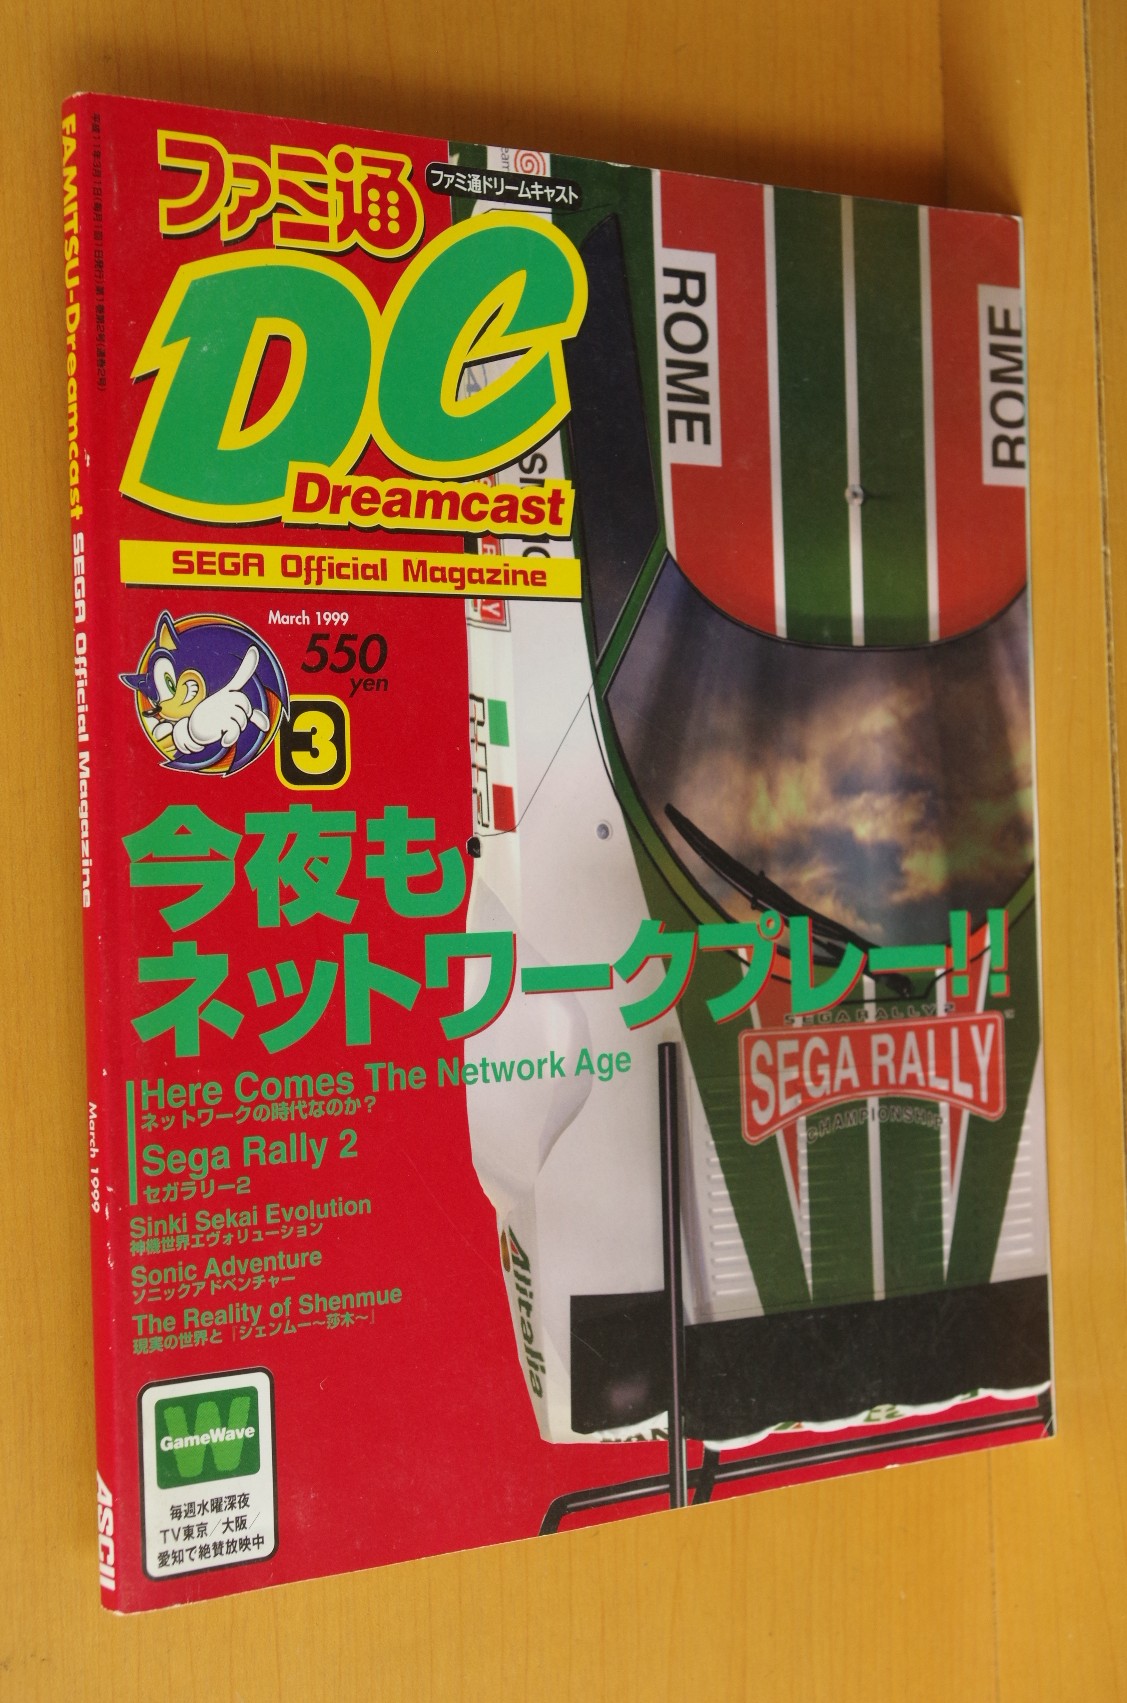 FAMITSU-Dreamcast SEGA Official Magazine
March 1999
ASCII
ファミ通
ファミ通ドリームキャスト
DC
Dreamcast
SEGA Official Magazine
March 1999
550
yen
3
今夜も
ネットワークプレー!!
Here Comes The Network Age
ネットワークの時代なのか?
Sega Rally 2
セガラリー2
Sinki Sekai Evolution
神機世界エヴォリューション
Sonic Adventure
ソニックアドベンチャー
The Reality of Shenmue
現実の世界と『シェンムー〜莎木〜』
GameWave
毎週水曜深夜
TV東京/大阪/
愛知で絶賛放映中
ROME
ROME
SEGA RALLY 2
SEGA RALLY
CHAMPIONSHIP
Alitalia